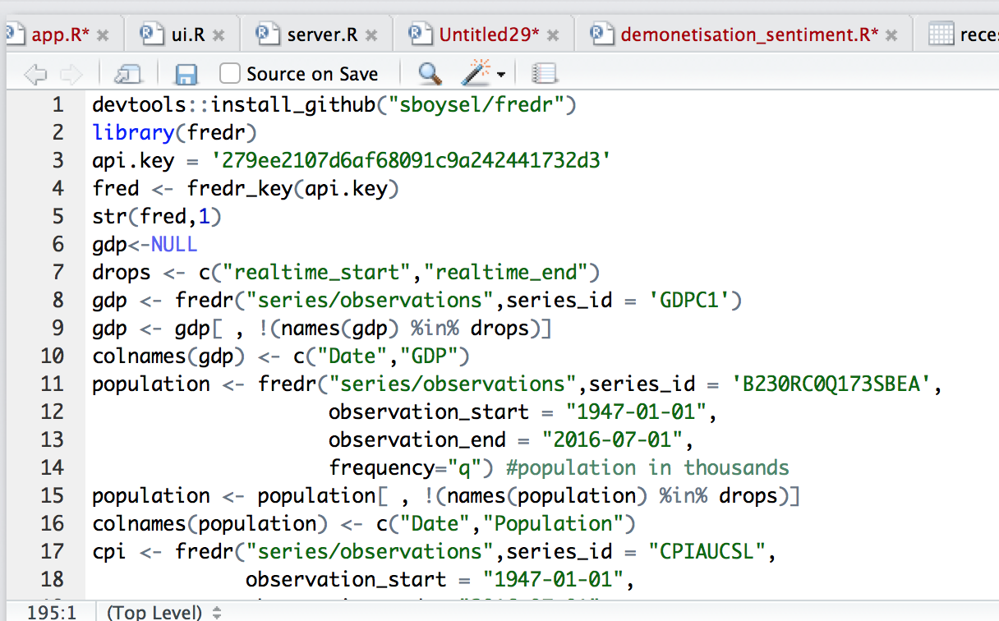 app.R* ui.R server.R Untitled29* demonetisation_sentiment.R*
Source on Save
1 devtools::install_github("sboysel/fredr")
2 library(fredr)
3 api.key = '279ee2107d6af68091c9a242441732d3'
4 fred <- fredr_key(api.key)
5 str(fred,1)
6 gdp<-NULL
7 drops <- c("realtime_start","realtime_end")
8 gdp <- fredr("series/observations",series_id = 'GDPC1')
9 gdp <- gdp[ , !(names(gdp) %in% drops)]
10 colnames(gdp) <- c("Date","GDP")
11 population <- fredr("series/observations",series_id = 'B230RC0Q173SBEA',
12 observation_start = "1947-01-01",
13 observation_end = "2016-07-01",
14 frequency="q") #population in thousands
15 population <- population[ , !(names(population) %in% drops)]
16 colnames(population) <- c("Date","Population")
17 cpi <- fredr("series/observations",series_id = "CPIAUCSL",
18 observation_start = "1947-01-01",
195:1 (Top Level)